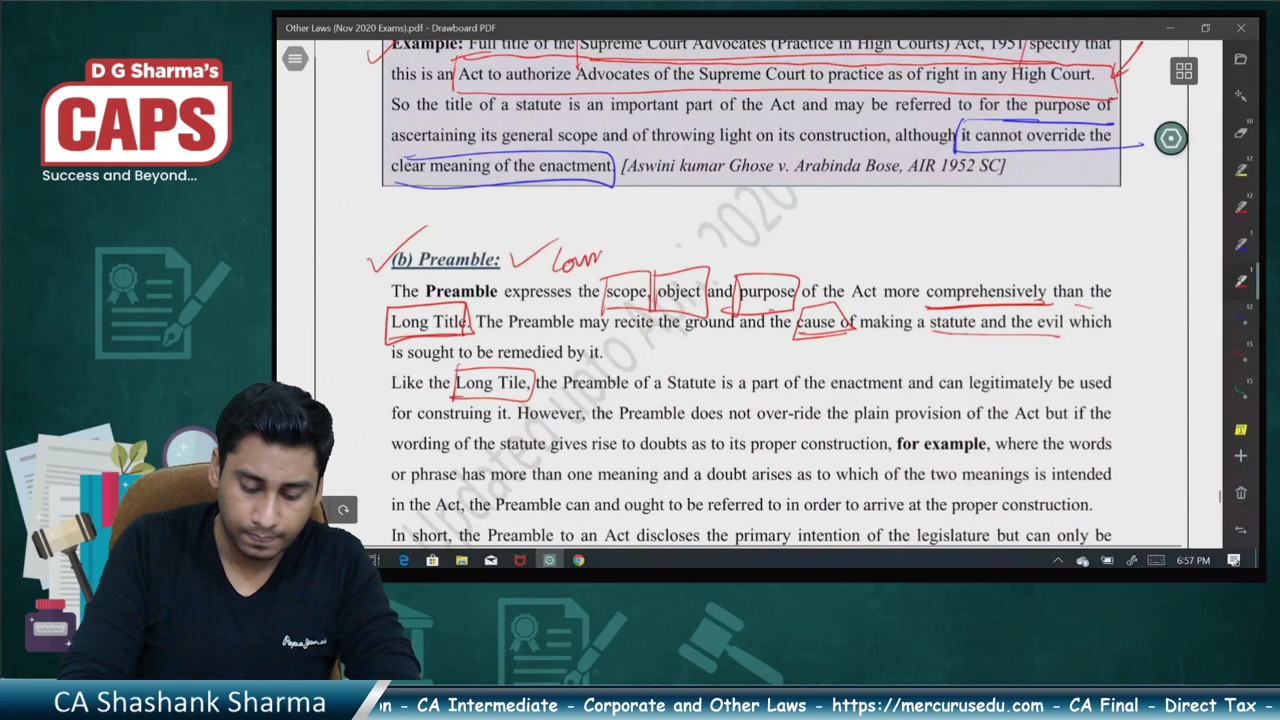 Other Laws (Nov 2020 Exams).pdf - Drawboard PDF
D G Sharma's
CAPS
Success and Beyond...
Example: Full title of the Supreme Court Advocates (Practice in High Courts) Act, 1951 specify that
this is an Act to authorize Advocates of the Supreme Court to practice as of right in any High Court.
So the title of a statute is an important part of the Act and may be referred to for the purpose of
ascertaining its general scope and of throwing light on its construction, although it cannot override the
clear meaning of the enactment. [Aswini kumar Ghose v. Arabinda Bose, AIR 1952 SC]
(b) Preamble:
The Preamble expresses the scope, object and purpose of the Act more comprehensively than the
Long Title. The Preamble may recite the ground and the cause of making a statute and the evil which
is sought to be remedied by it.
Like the Long Tile, the Preamble of a Statute is a part of the enactment and can legitimately be used
for construing it. However, the Preamble does not over-ride the plain provision of the Act but if the
wording of the statute gives rise to doubts as to its proper construction, for example, where the words
or phrase has more than one meaning and a doubt arises as to which of the two meanings is intended
in the Act, the Preamble can and ought to be referred to in order to arrive at the proper construction.
In short, the Preamble to an Act discloses the primary intention of the legislature but can only be
6:57 PM
CA Shashank Sharma
n - CA Intermediate - Corporate and Other Laws - https://mercurusedu.com - CA Final - Direct Tax -